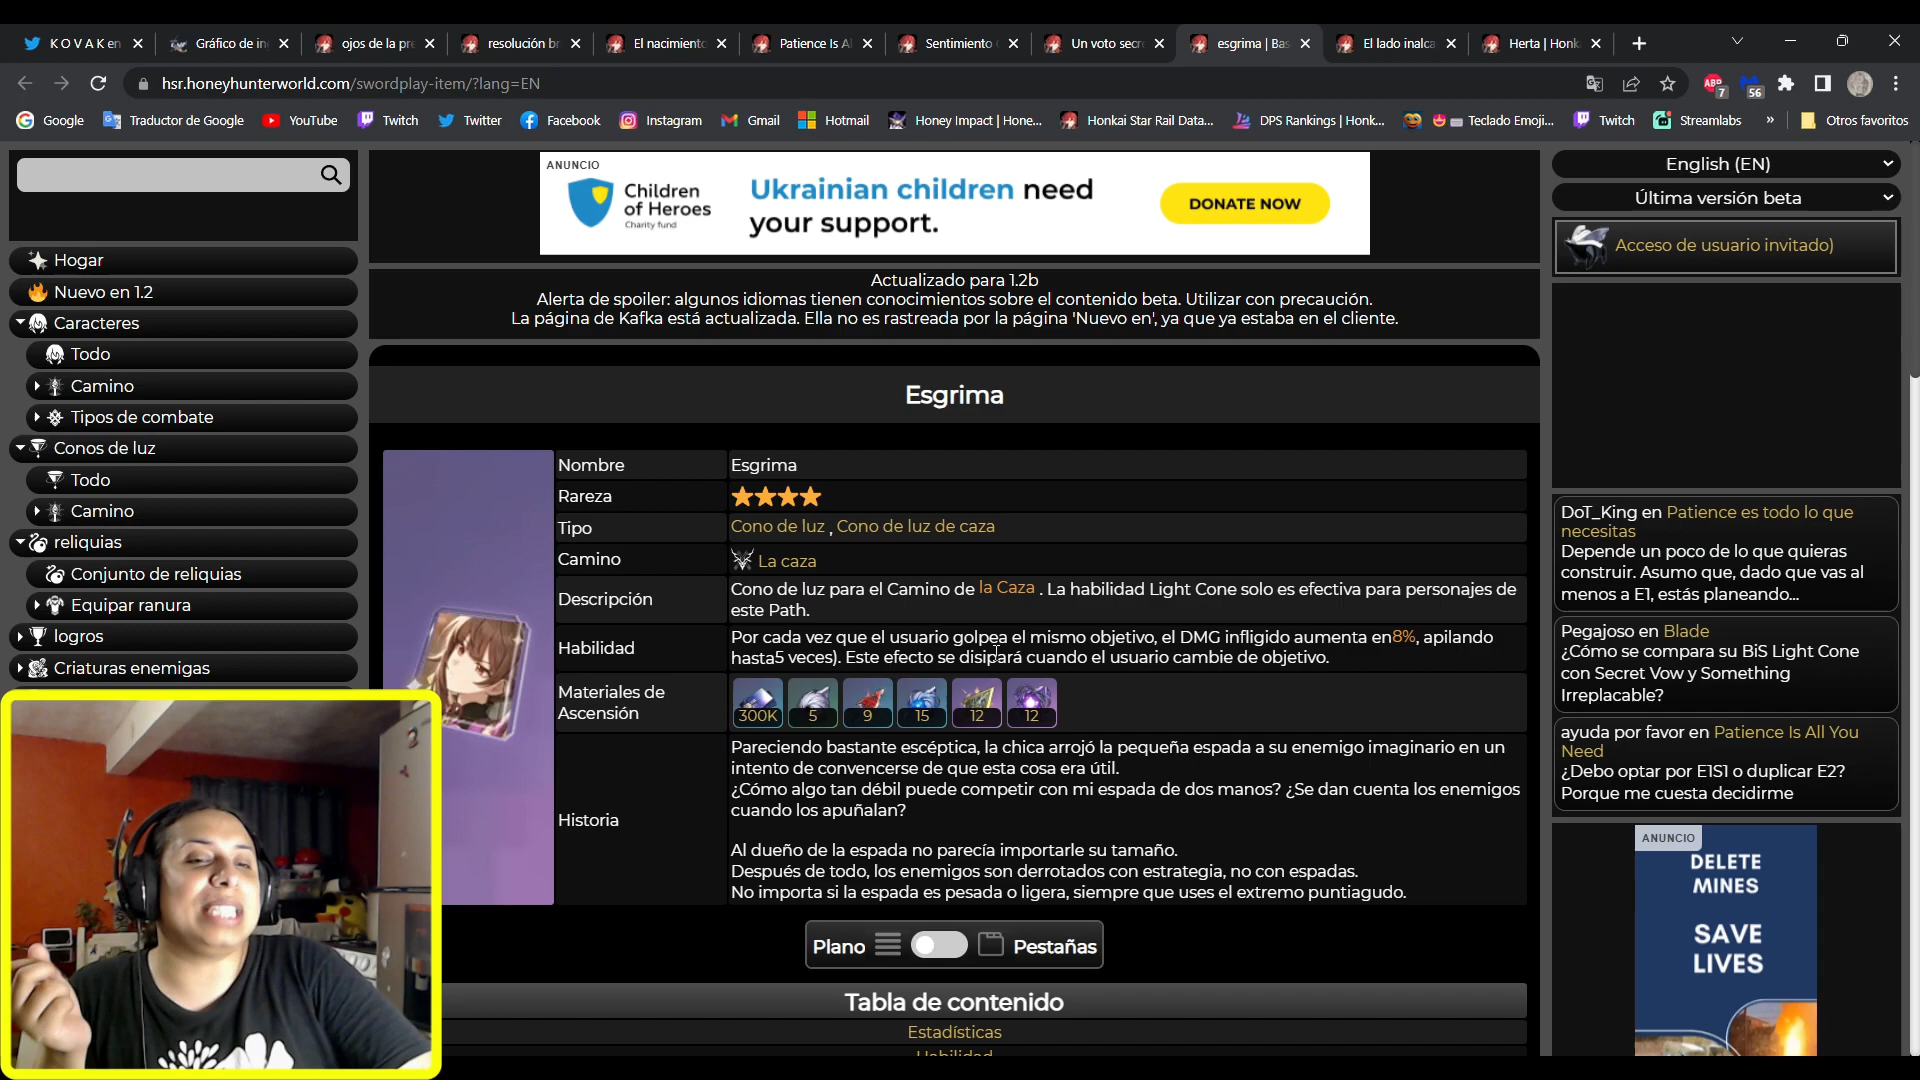 K O V A K en
Gráfico de in
ojos de la pre
resolución br
El nacimiento
Patience Is Al
Sentimiento
Un voto secre
esgrima | Bas
El lado inalca
Herta | Honk
hsr.honeyhunterworld.com/swordplay-item/?lang=EN
ABP
7
56
Google
Traductor de Google
YouTube
Twitch
Twitter
Facebook
Instagram
Gmail
Hotmail
Honey Impact | Hone...
Honkai Star Rail Data...
DPS Rankings | Honk...
Teclado Emoji...
Twitch
Streamlabs
»
Otros favoritos
Hogar
Nuevo en 1.2
Caracteres
Todo
Camino
Tipos de combate
Conos de luz
Todo
Camino
reliquias
Conjunto de reliquias
Equipar ranura
logros
Criaturas enemigas
ANUNCIO
Children
of Heroes
Charity fund
Ukrainian children need
your support.
DONATE NOW
Actualizado para 1.2b
Alerta de spoiler: algunos idiomas tienen conocimientos sobre el contenido beta. Utilizar con precaución.
La página de Kafka está actualizada. Ella no es rastreada por la página 'Nuevo en', ya que ya estaba en el cliente.
Esgrima
Nombre
Esgrima
Rareza
Tipo
Cono de luz , Cono de luz de caza
Camino
La caza
Descripción
Cono de luz para el Camino de la Caza . La habilidad Light Cone solo es efectiva para personajes de
este Path.
Habilidad
Por cada vez que el usuario golpea el mismo objetivo, el DMG infligido aumenta en8%, apilando
hasta5 veces). Este efecto se disipará cuando el usuario cambie de objetivo.
Materiales de
Ascensión
300K
5
9
15
12
12
Historia
Pareciendo bastante escéptica, la chica arrojó la pequeña espada a su enemigo imaginario en un
intento de convencerse de que esta cosa era útil.
¿Cómo algo tan débil puede competir con mi espada de dos manos? ¿Se dan cuenta los enemigos
cuando los apuñalan?
Al dueño de la espada no parecía importarle su tamaño.
Después de todo, los enemigos son derrotados con estrategia, no con espadas.
No importa si la espada es pesada o ligera, siempre que uses el extremo puntiagudo.
Plano
Pestañas
Tabla de contenido
Estadísticas
Habilidad
English (EN)
Última versión beta
Acceso de usuario invitado)
DoT_King en Patience es todo lo que
necesitas
Depende un poco de lo que quieras
construir. Asumo que, dado que vas al
menos a E1, estás planeando...
Pegajoso en Blade
¿Cómo se compara su BiS Light Cone
con Secret Vow y Something
Irreplacable?
ayuda por favor en Patience Is All You
Need
¿Debo optar por E1S1 o duplicar E2?
Porque me cuesta decidirme
ANUNCIO
DELETE
MINES
SAVE
LIVES